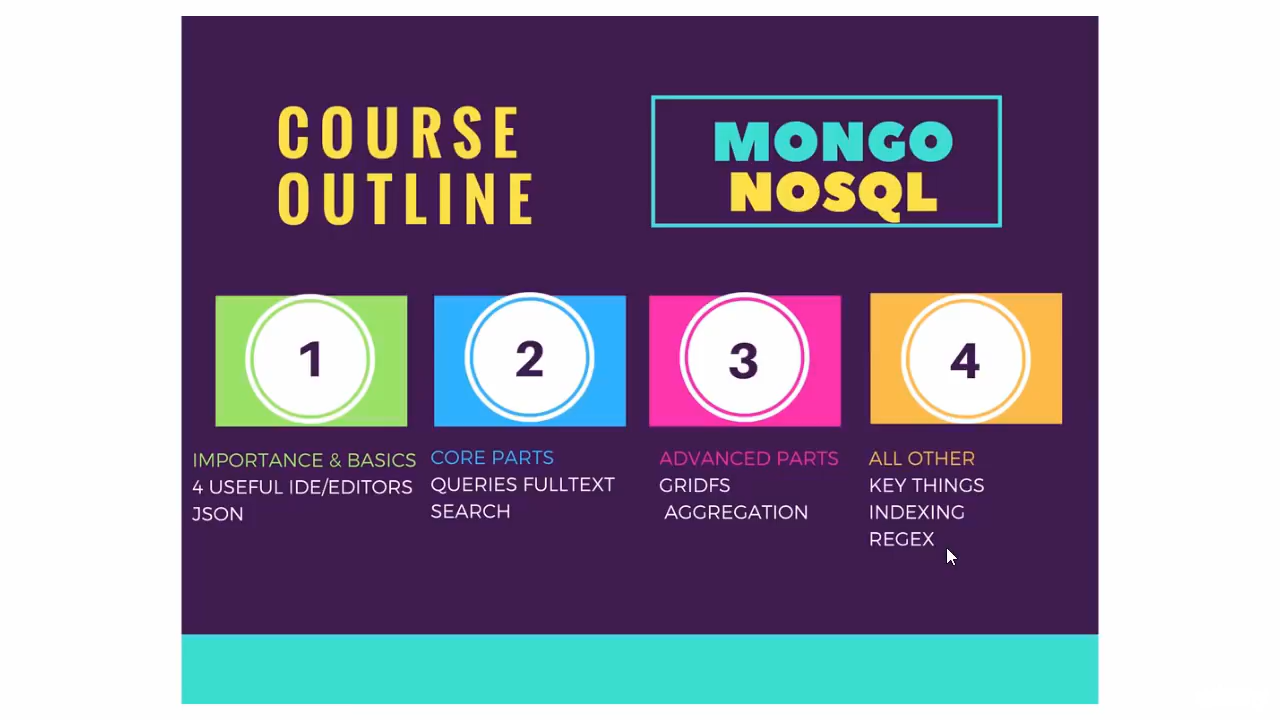 COURSE
OUTLINE
MONGO
NOSQL
1
IMPORTANCE & BASICS
4 USEFUL IDE/EDITORS
JSON
2
CORE PARTS
QUERIES FULLTEXT
SEARCH
3
ADVANCED PARTS
GRIDFS
AGGREGATION
4
ALL OTHER
KEY THINGS
INDEXING
REGEX